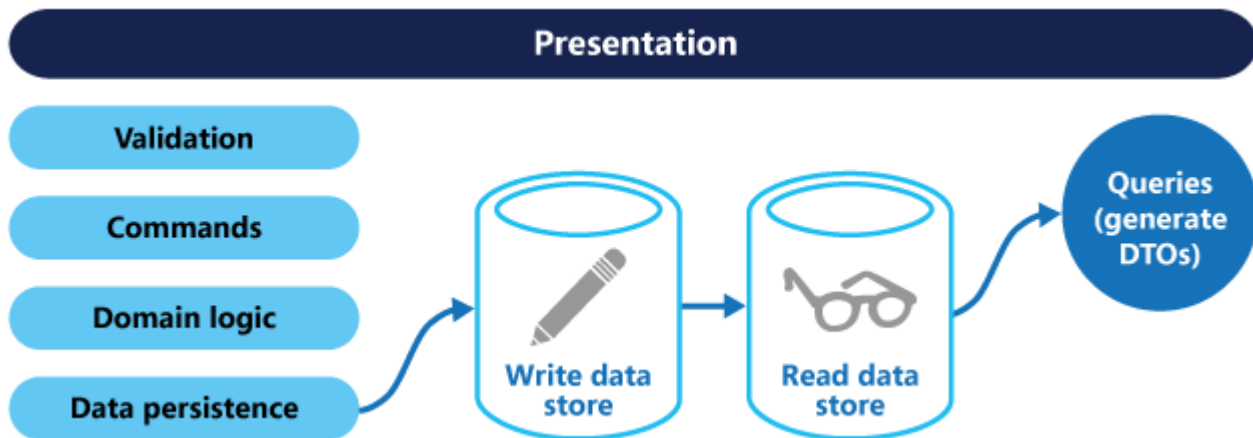 Presentation
Validation
Commands
Domain logic
Data persistence
Write data
store
Read data
store
Queries
(generate
DTOs)